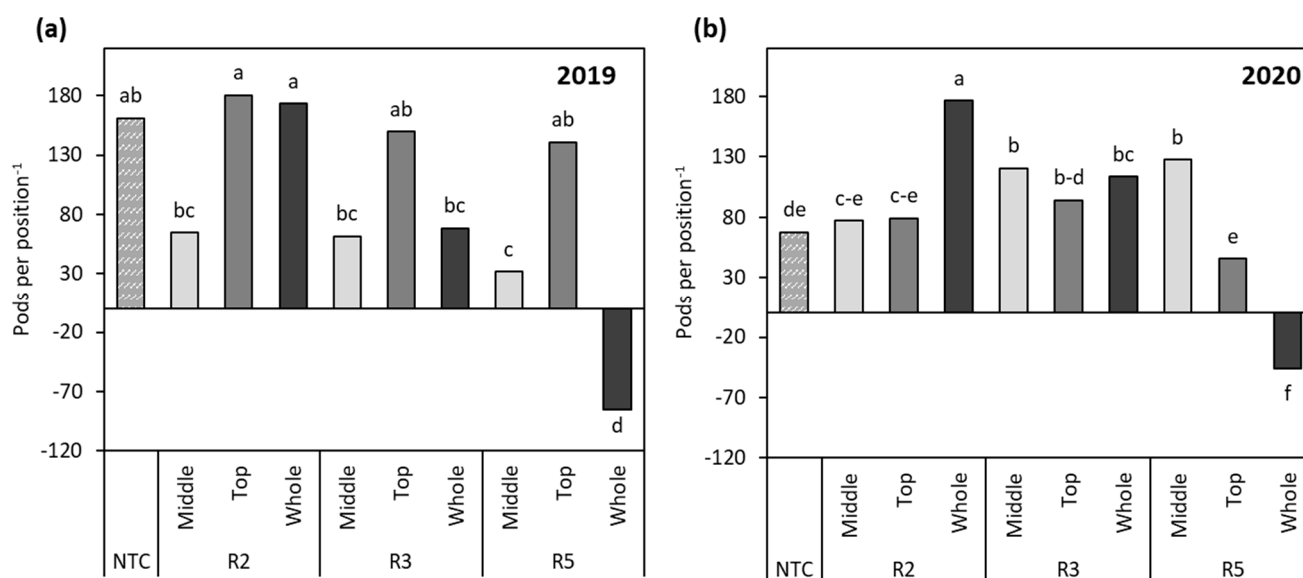 (a)
2019
Pods per position⁻¹
180
130
80
30
-20
-70
-120
ab
bc
a
a
bc
ab
bc
c
ab
d
Middle
Top
Whole
Middle
Top
Whole
Middle
Top
Whole
NTC
R2
R3
R5
(b)
2020
Pods per position⁻¹
180
130
80
30
-20
-70
-120
de
c-e
c-e
a
b
b-d
bc
b
e
f
Middle
Top
Whole
Middle
Top
Whole
Middle
Top
Whole
NTC
R2
R3
R5